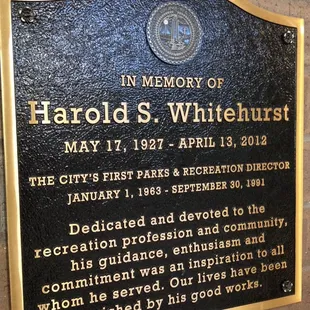 IN MEMORY OF
Harold S. Whitehurst
MAY 17, 1927 - APRIL 13, 2012
THE CITY'S FIRST PARKS & RECREATION DIRECTOR
JANUARY 1, 1963 - SEPTEMBER 30, 1991
Dedicated and devoted to the
recreation profession and community,
his guidance, enthusiasm and
commitment was an inspiration to all
whom he served. Our lives have been
by his good works.